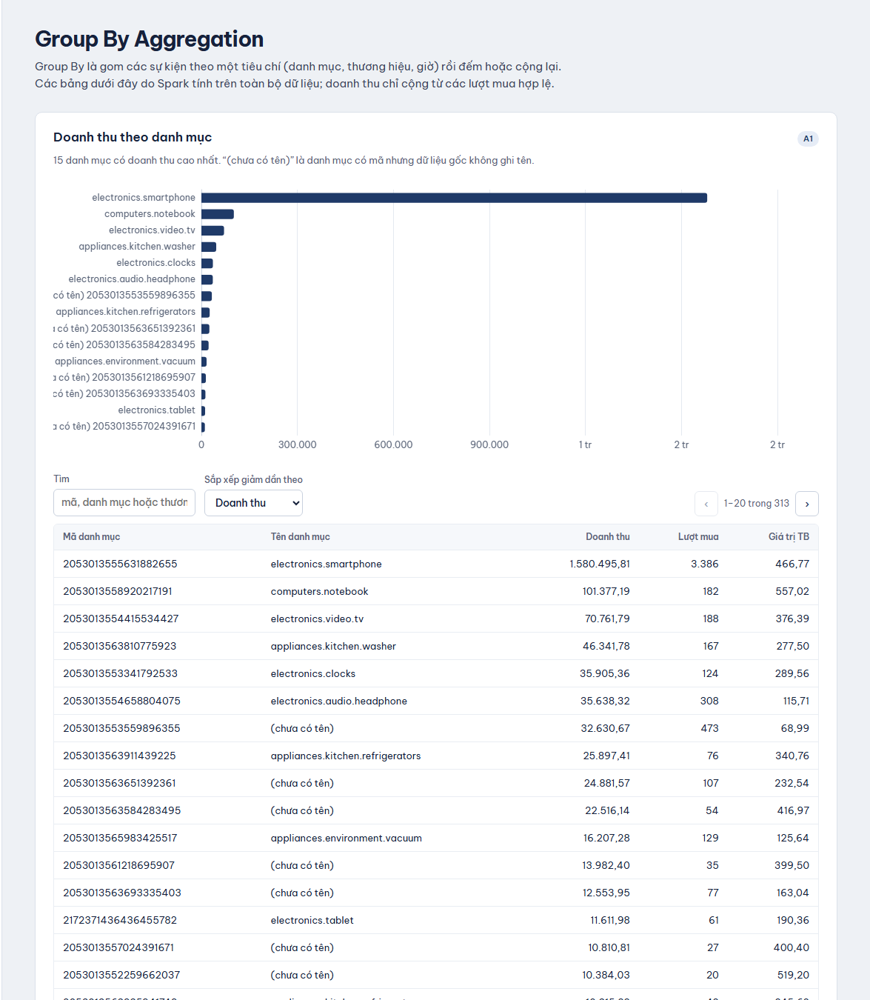 Group By Aggregation
Group By là gom các sự kiện theo một tiêu chí (danh mục, thương hiệu, giờ) rồi đếm hoặc cộng lại.
Các bảng dưới đây do Spark tính trên toàn bộ dữ liệu; doanh thu chỉ cộng từ các lượt mua hợp lệ.
Doanh thu theo danh mục
A1
15 danh mục có doanh thu cao nhất. “(chưa có tên)” là danh mục có mã nhưng dữ liệu gốc không ghi tên.
electronics.smartphone
computers.notebook
electronics.video.tv
appliances.kitchen.washer
electronics.clocks
electronics.audio.headphone
có tên) 2053013553559896355
appliances.kitchen.refrigerators
có tên) 2053013563651392361
có tên) 2053013563584283495
appliances.environment.vacuum
a có tên) 2053013561218695907
có tên) 2053013563693335403
electronics.tablet
a có tên) 2053013557024391671
0 300.000 600.000 900.000 1 tr 2 tr 2 tr
Tìm Sắp xếp giảm dần theo
mã, danh mục hoặc thươn Doanh thu ‹ 1–20 trong 313 ›
Mã danh mục Tên danh mục Doanh thu Lượt mua Giá trị TB
2053013555631882655 electronics.smartphone 1.580.495,81 3.386 466,77
2053013558920217191 computers.notebook 101.377,19 182 557,02
2053013554415534427 electronics.video.tv 70.761,79 188 376,39
2053013563810775923 appliances.kitchen.washer 46.341,78 167 277,50
2053013553341792533 electronics.clocks 35.905,36 124 289,56
2053013554658804075 electronics.audio.headphone 35.638,32 308 115,71
2053013553559896355 (chưa có tên) 32.630,67 473 68,99
2053013563911439225 appliances.kitchen.refrigerators 25.897,41 76 340,76
2053013563651392361 (chưa có tên) 24.881,57 107 232,54
2053013563584283495 (chưa có tên) 22.516,14 54 416,97
2053013565983425517 appliances.environment.vacuum 16.207,28 129 125,64
2053013561218695907 (chưa có tên) 13.982,40 35 399,50
2053013563693335403 (chưa có tên) 12.553,95 77 163,04
2172371436436455782 electronics.tablet 11.611,98 61 190,36
2053013557024391671 (chưa có tên) 10.810,81 27 400,40
2053013552259662037 (chưa có tên) 10.384,03 20 519,20